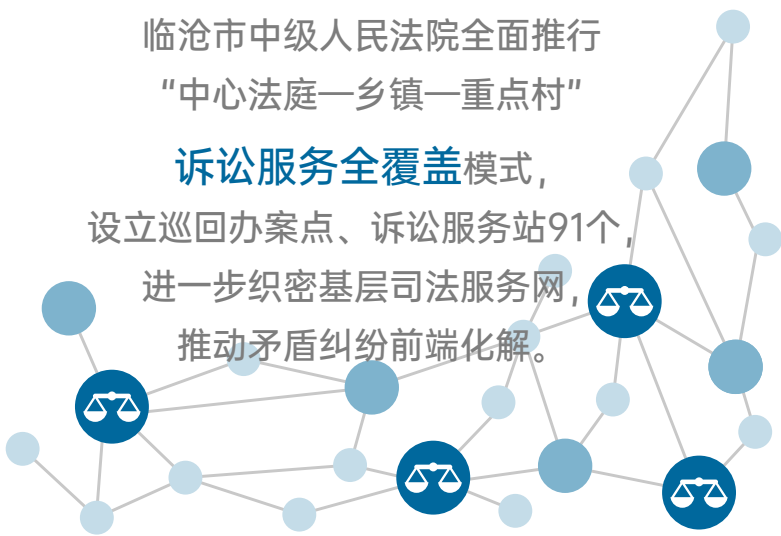 临沧市中级人民法院全面推行
“中心法庭—乡镇—重点村”
诉讼服务全覆盖模式，
设立巡回办案点、诉讼服务站91个，
进一步织密基层司法服务网，
推动矛盾纠纷前端化解。